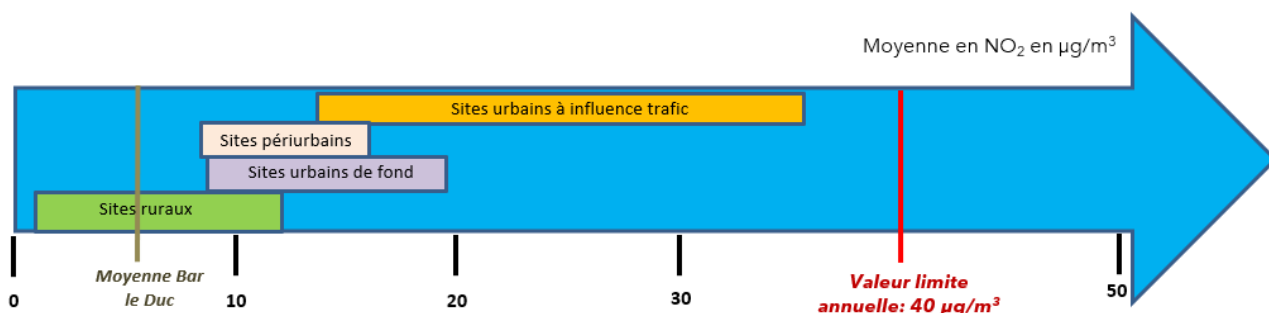 Moyenne en NO₂ en µg/m³
Sites urbains à influence trafic
Sites périurbains
Sites urbains de fond
Sites ruraux
Moyenne Bar
le Duc
Valeur limite
annuelle: 40 µg/m³
0
10
20
30
50